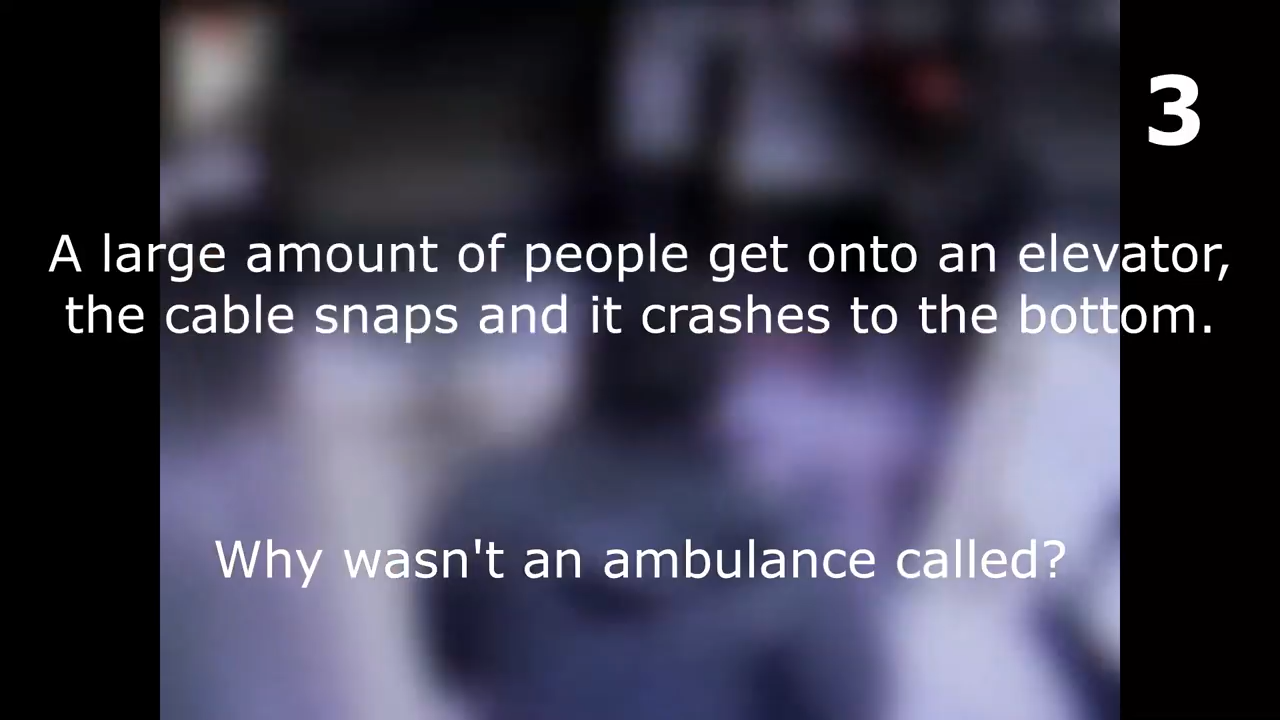 3
A large amount of people get onto an elevator,
the cable snaps and it crashes to the bottom.
Why wasn't an ambulance called?